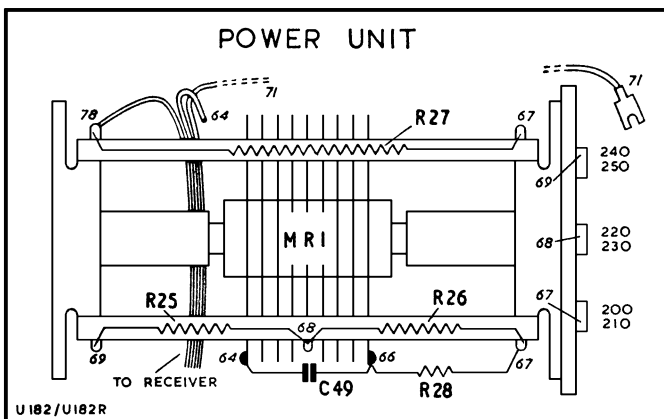 POWER UNIT
71
71
78
64
67
R27
240
250
69
MR1
68
220
230
67
200
210
R25
R26
68
69
64
66
67
C49
R28
TO RECEIVER
U182/U182R